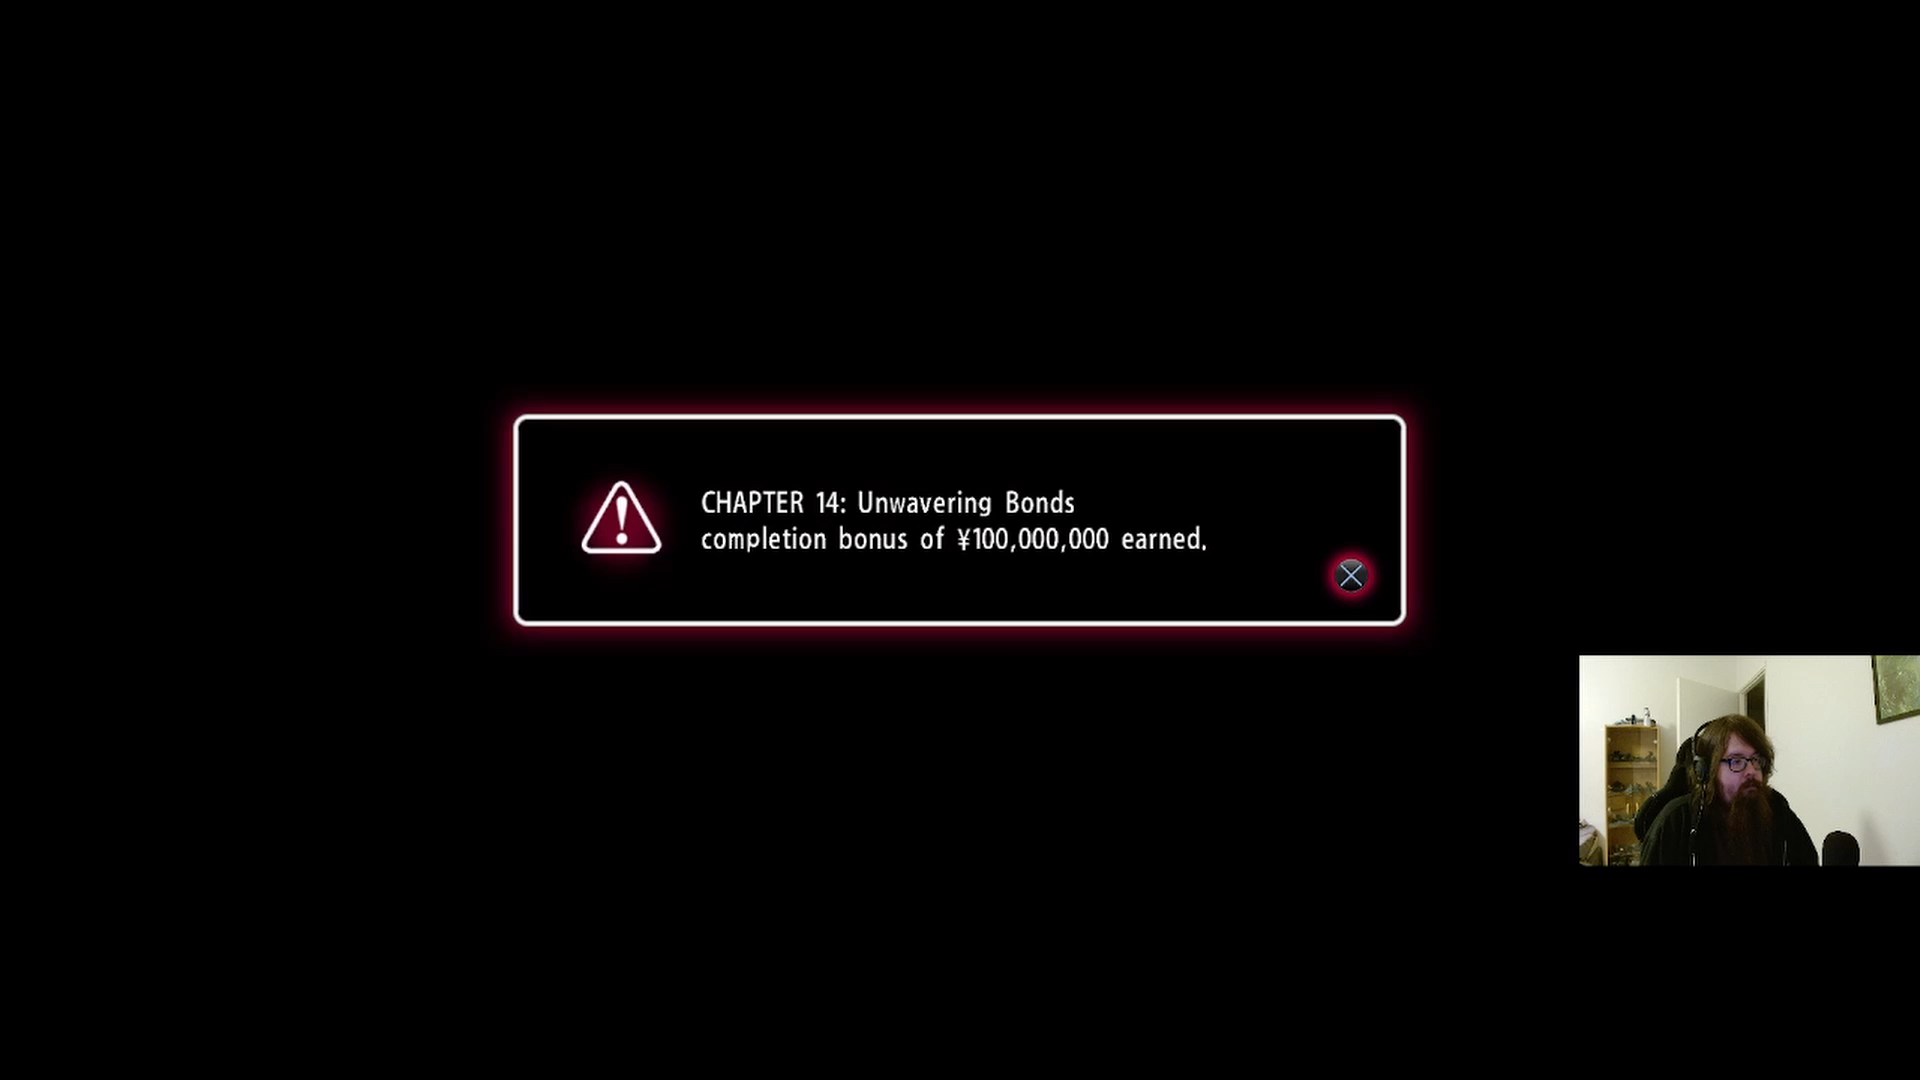 CHAPTER 14: Unwavering Bonds
completion bonus of ¥100,000,000 earned.